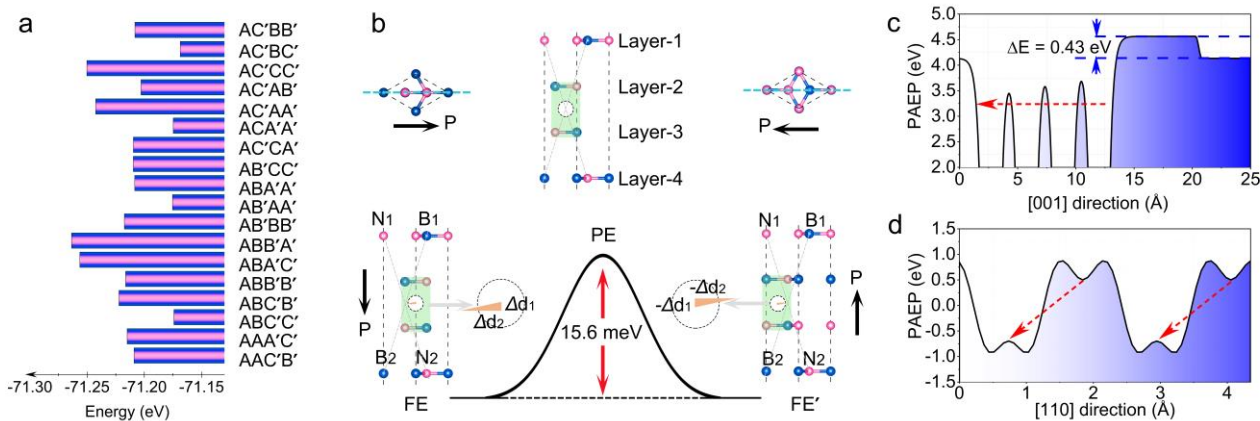 a
AC′BB′
AC′BC′
AC′CC′
AC′AB′
AC′AA′
ACA′A′
AC′CA′
AB′CC′
ABA′A′
AB′AA′
AB′BB′
ABB′A′
ABA′C′
ABB′B′
ABC′B′
ABC′C′
AAA′C′
AAC′B′
-71.30 -71.25 -71.20 -71.15
Energy (eV)
b
Layer-1
Layer-2
Layer-3
Layer-4
P
P
N1 B1
P
Δd1
Δd2
B2 N2
FE
PE
15.6 meV
N1 B1
-Δd2
-Δd1
P
B2 N2
FE′
c
PAEP (eV)
5.0
4.5
4.0
3.5
3.0
2.5
2.0
ΔE = 0.43 eV
0 5 10 15 20 25
[001] direction (Å)
d
PAEP (eV)
1.5
1.0
0.5
0.0
-0.5
-1.0
-1.5
0 1 2 3 4
[110] direction (Å)